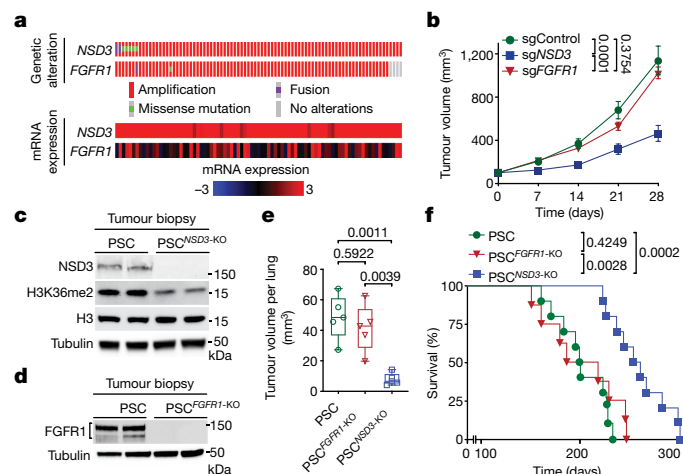 a
Genetic
alteration
NSD3
FGFR1
Amplification
Fusion
Missense mutation
No alterations
mRNA
expression
NSD3
FGFR1
mRNA expression
–3
3
b
sgControl
sgNSD3
sgFGFR1
0.0001
0.3754
Tumour volume (mm3)
1,200
800
400
0
0 7 14 21 28
Time (days)
c
Tumour biopsy
PSC PSCNSD3-KO
NSD3
150
H3K36me2
15
H3
15
Tubulin
50
kDa
d
Tumour biopsy
PSC PSCFGFR1-KO
FGFR1
150
Tubulin
50
kDa
e
0.0011
0.5922
0.0039
Tumour volume per lung
(mm3)
80
60
40
20
0
PSC
PSCFGFR1-KO
PSCNSD3-KO
f
PSC
PSCFGFR1-KO
PSCNSD3-KO
0.4249
0.0028
0.0002
Survival (%)
100
75
50
25
0
0 100 200 300
Time (days)